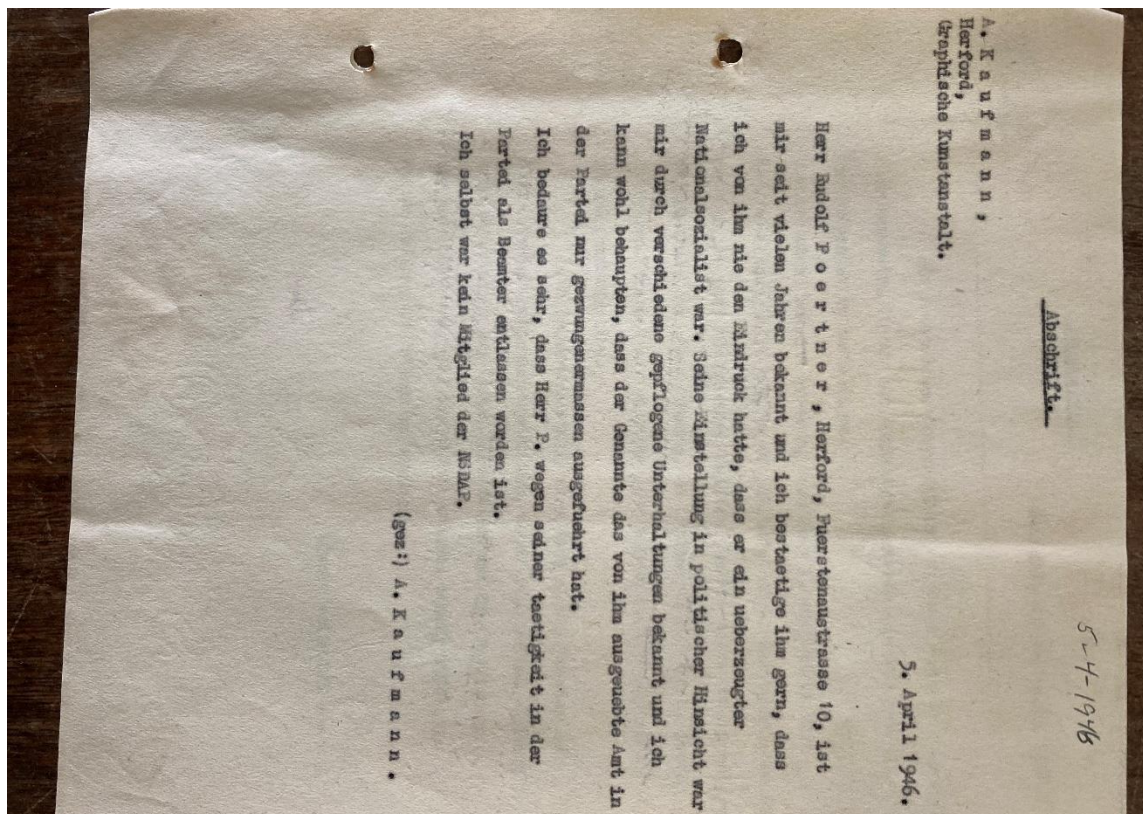 5-4-1946
Abschrift.
A. K a u f m a n n ,
Herford,
Graphische Kunstanstalt.
5. April 1946.
Herr Rudolf P o e r t n e r , Herford, Fuerstenaustrasse 10, ist
mir seit vielen Jahren bekannt und ich bestaetige ihm gern, dass
ich von ihm nie den Eindruck hatte, dass er ein ueberzeugter
Nationalsozialist war. Seine Einstellung in politischer Hinsicht war
mir durch verschiedene gepflogene Unterhaltungen bekannt und ich
kann wohl behaupten, dass der Genannte das von ihm ausgeuebte Amt in
der Partei nur gezwungenermassen ausgefuehrt hat.
Ich bedaure es sehr, dass Herr P. wegen seiner taetigkeit in der
Partei als Beamter entlassen worden ist.
Ich selbst war kein Mitglied der NSDAP.
(gez:) A. K a u f m a n n .